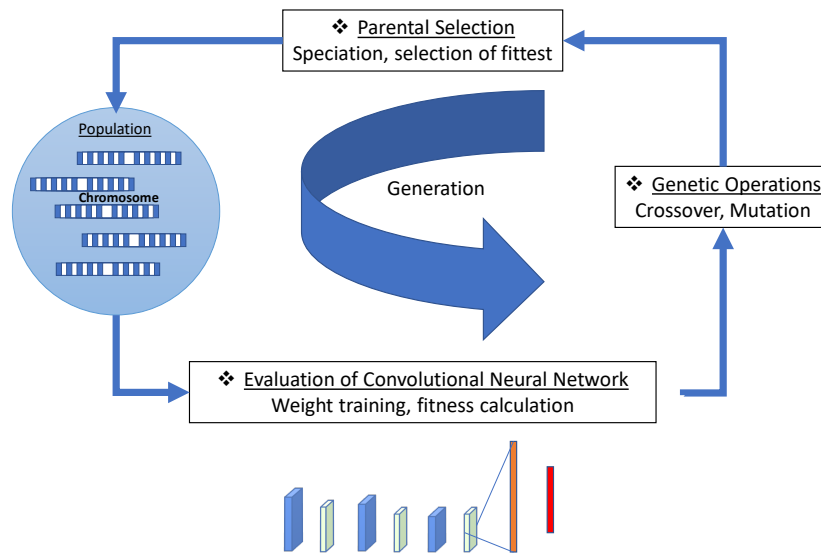 ❖ Parental Selection
Speciation, selection of fittest
Population
Chromosome
Generation
❖ Genetic Operations
Crossover, Mutation
❖ Evaluation of Convolutional Neural Network
Weight training, fitness calculation